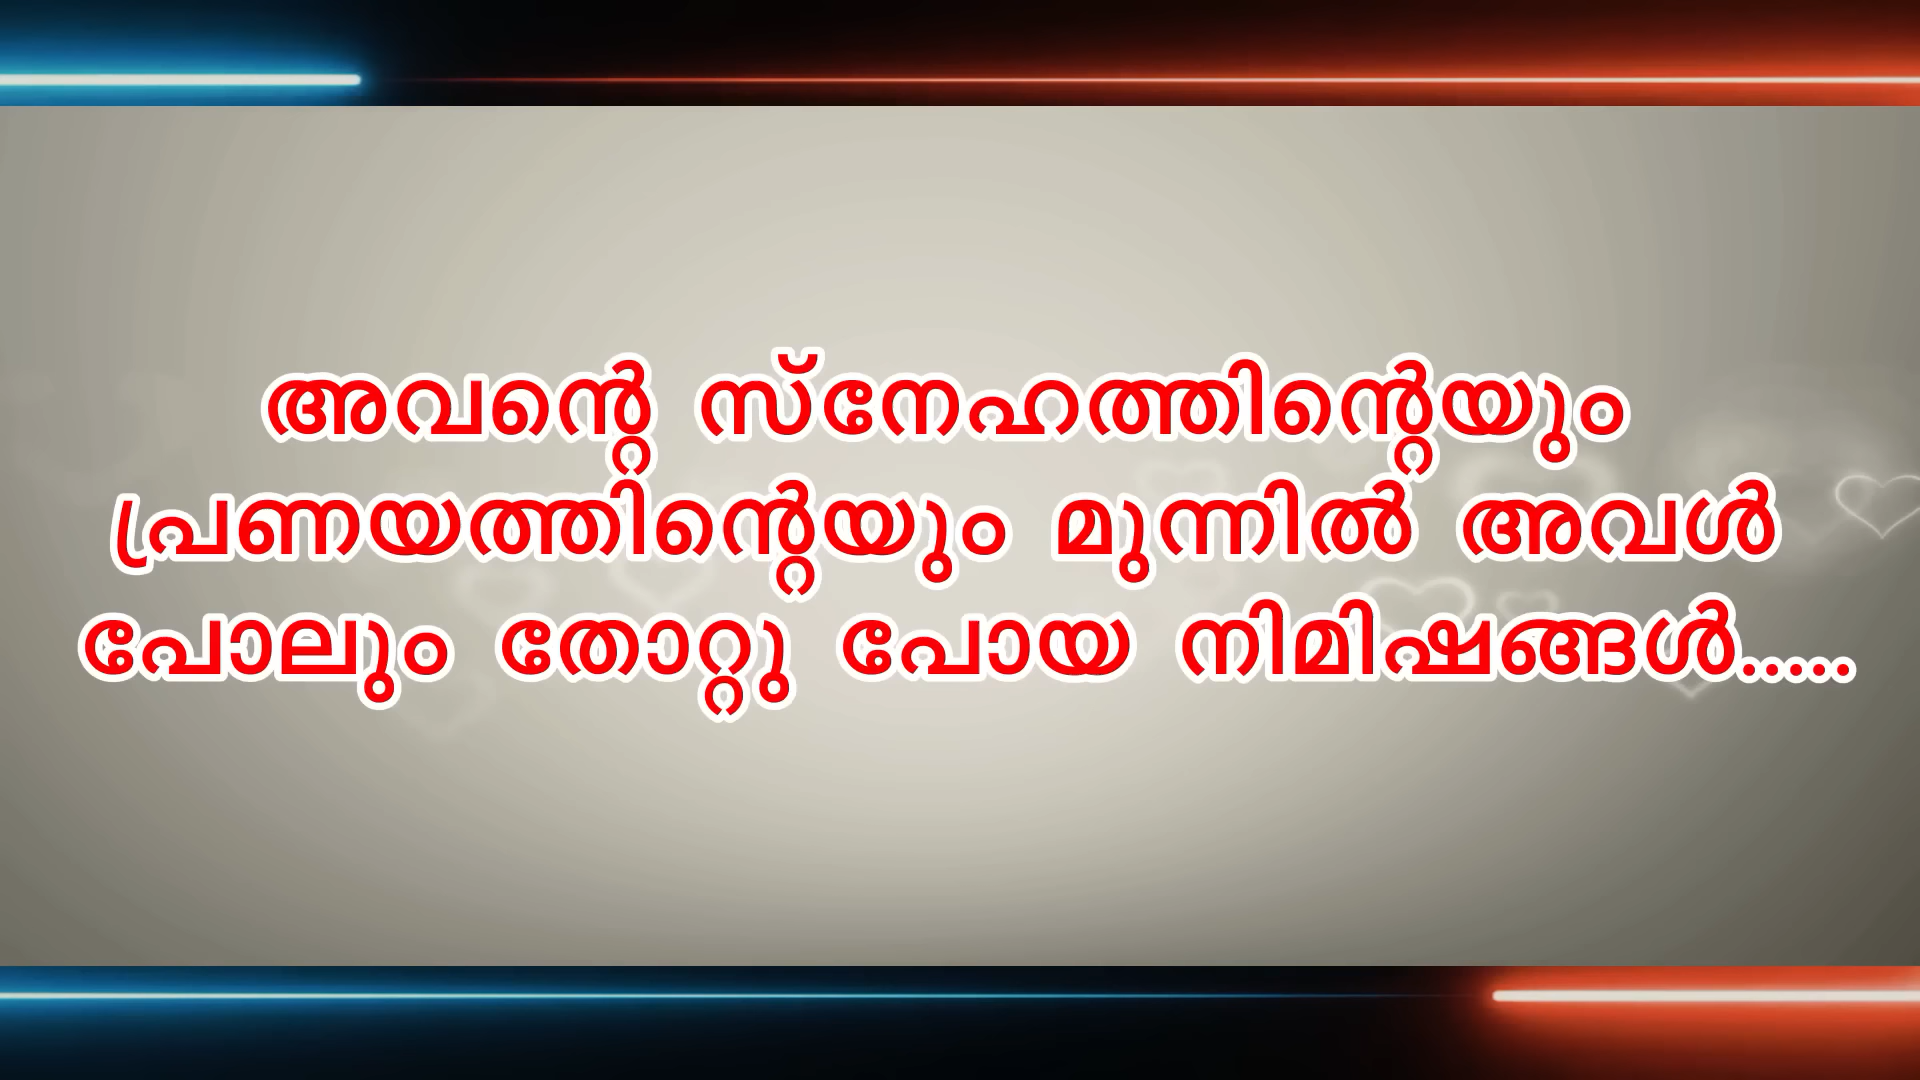 അവന്റെ സ്നേഹത്തിന്റെയും
പ്രണയത്തിന്റെയും മുന്നിൽ അവൾ
പോലും തോറ്റു പോയ നിമിഷങ്ങൾ.....